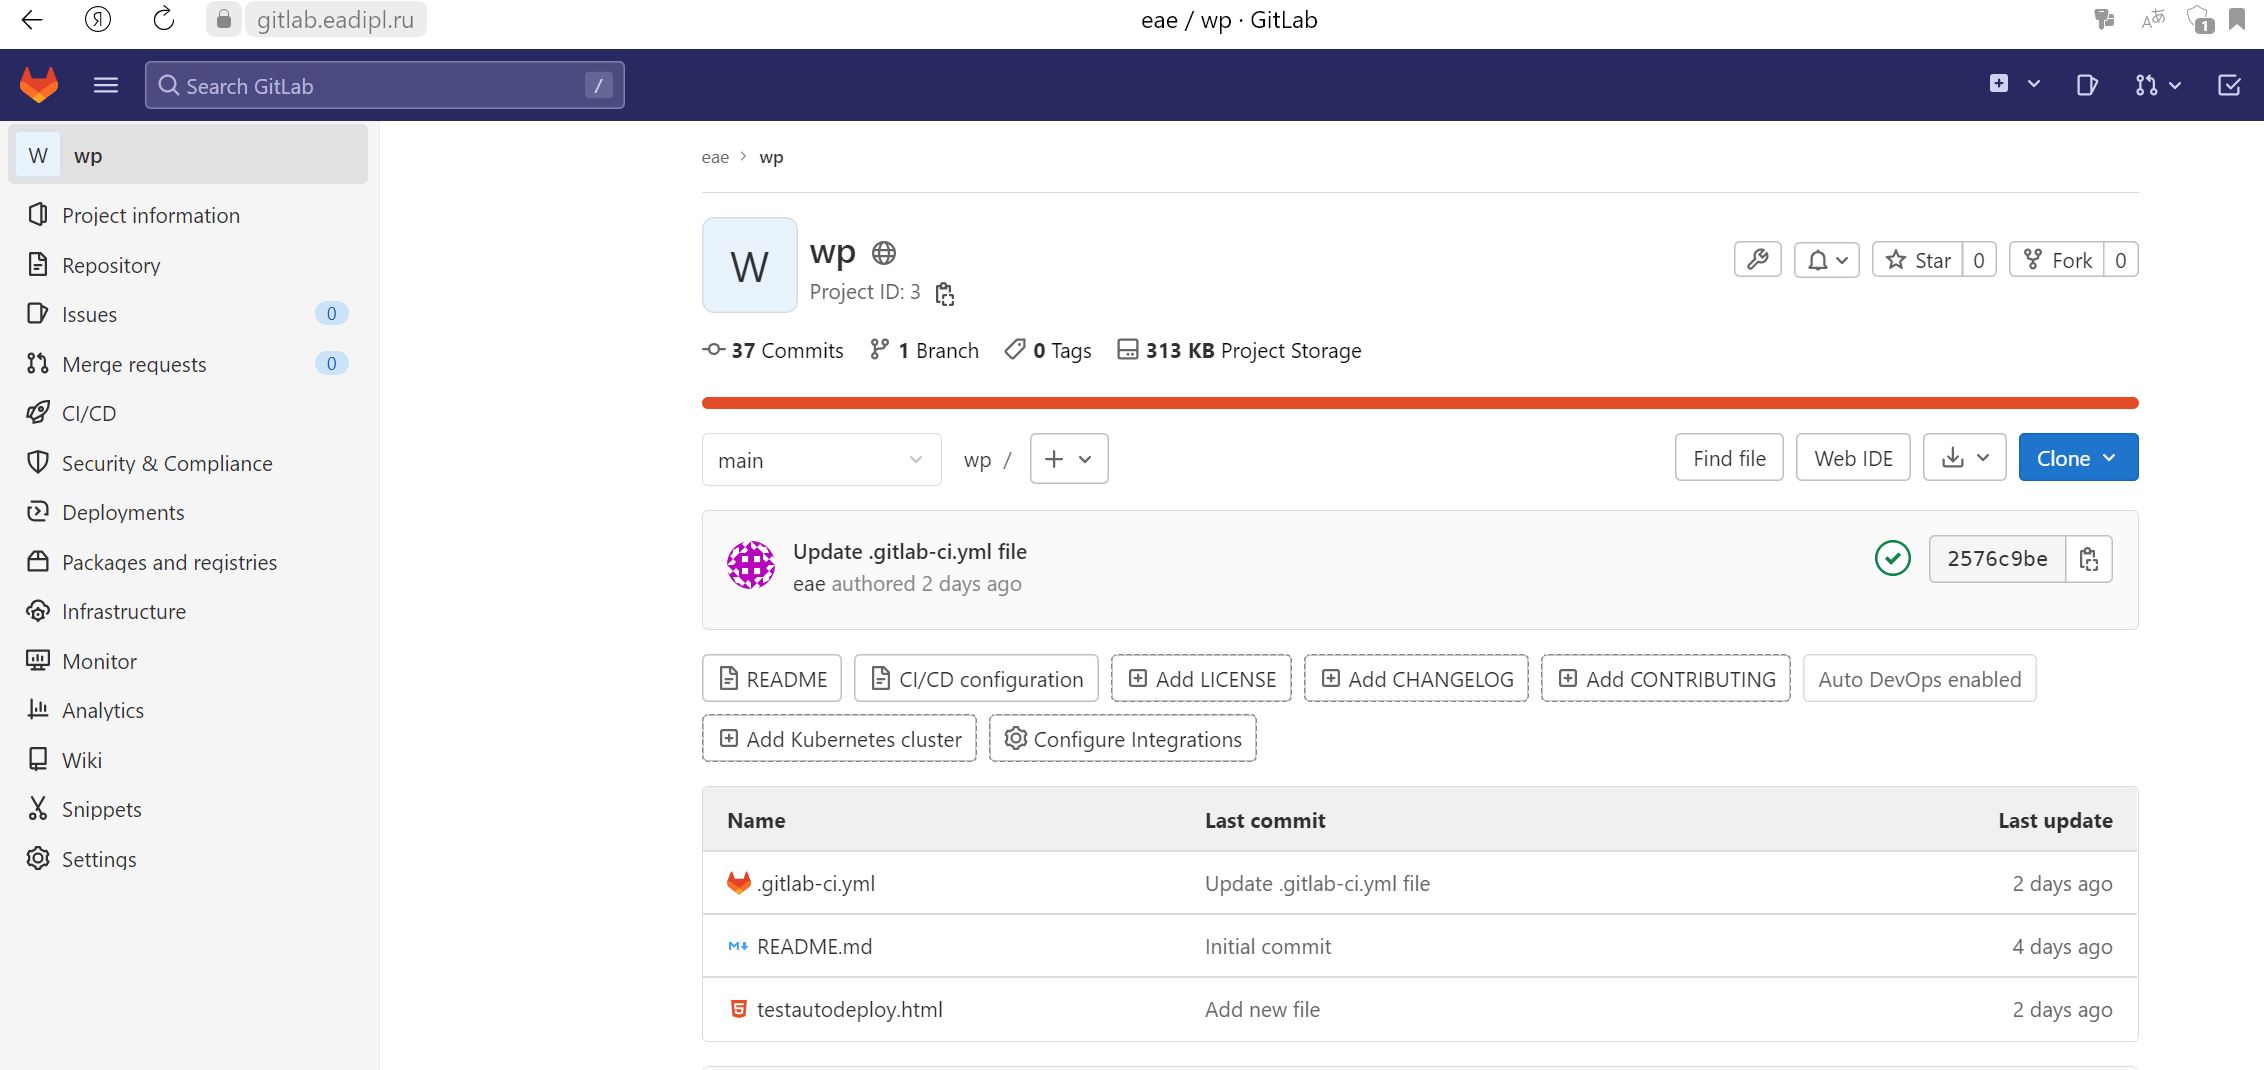 Я gitlab.eadipl.ru eae / wp · GitLab Aあ 1
Search GitLab /
W wp
Project information
Repository
Issues 0
Merge requests 0
CI/CD
Security & Compliance
Deployments
Packages and registries
Infrastructure
Monitor
Analytics
Wiki
Snippets
Settings
eae > wp
W
wp
Project ID: 3
Star 0 Fork 0
37 Commits 1 Branch 0 Tags 313 KB Project Storage
main wp / + Find file Web IDE Clone
Update .gitlab-ci.yml file
eae authored 2 days ago
2576c9be
README CI/CD configuration Add LICENSE Add CHANGELOG Add CONTRIBUTING Auto DevOps enabled
Add Kubernetes cluster Configure Integrations
Name Last commit Last update
.gitlab-ci.yml Update .gitlab-ci.yml file 2 days ago
README.md Initial commit 4 days ago
testautodeploy.html Add new file 2 days ago